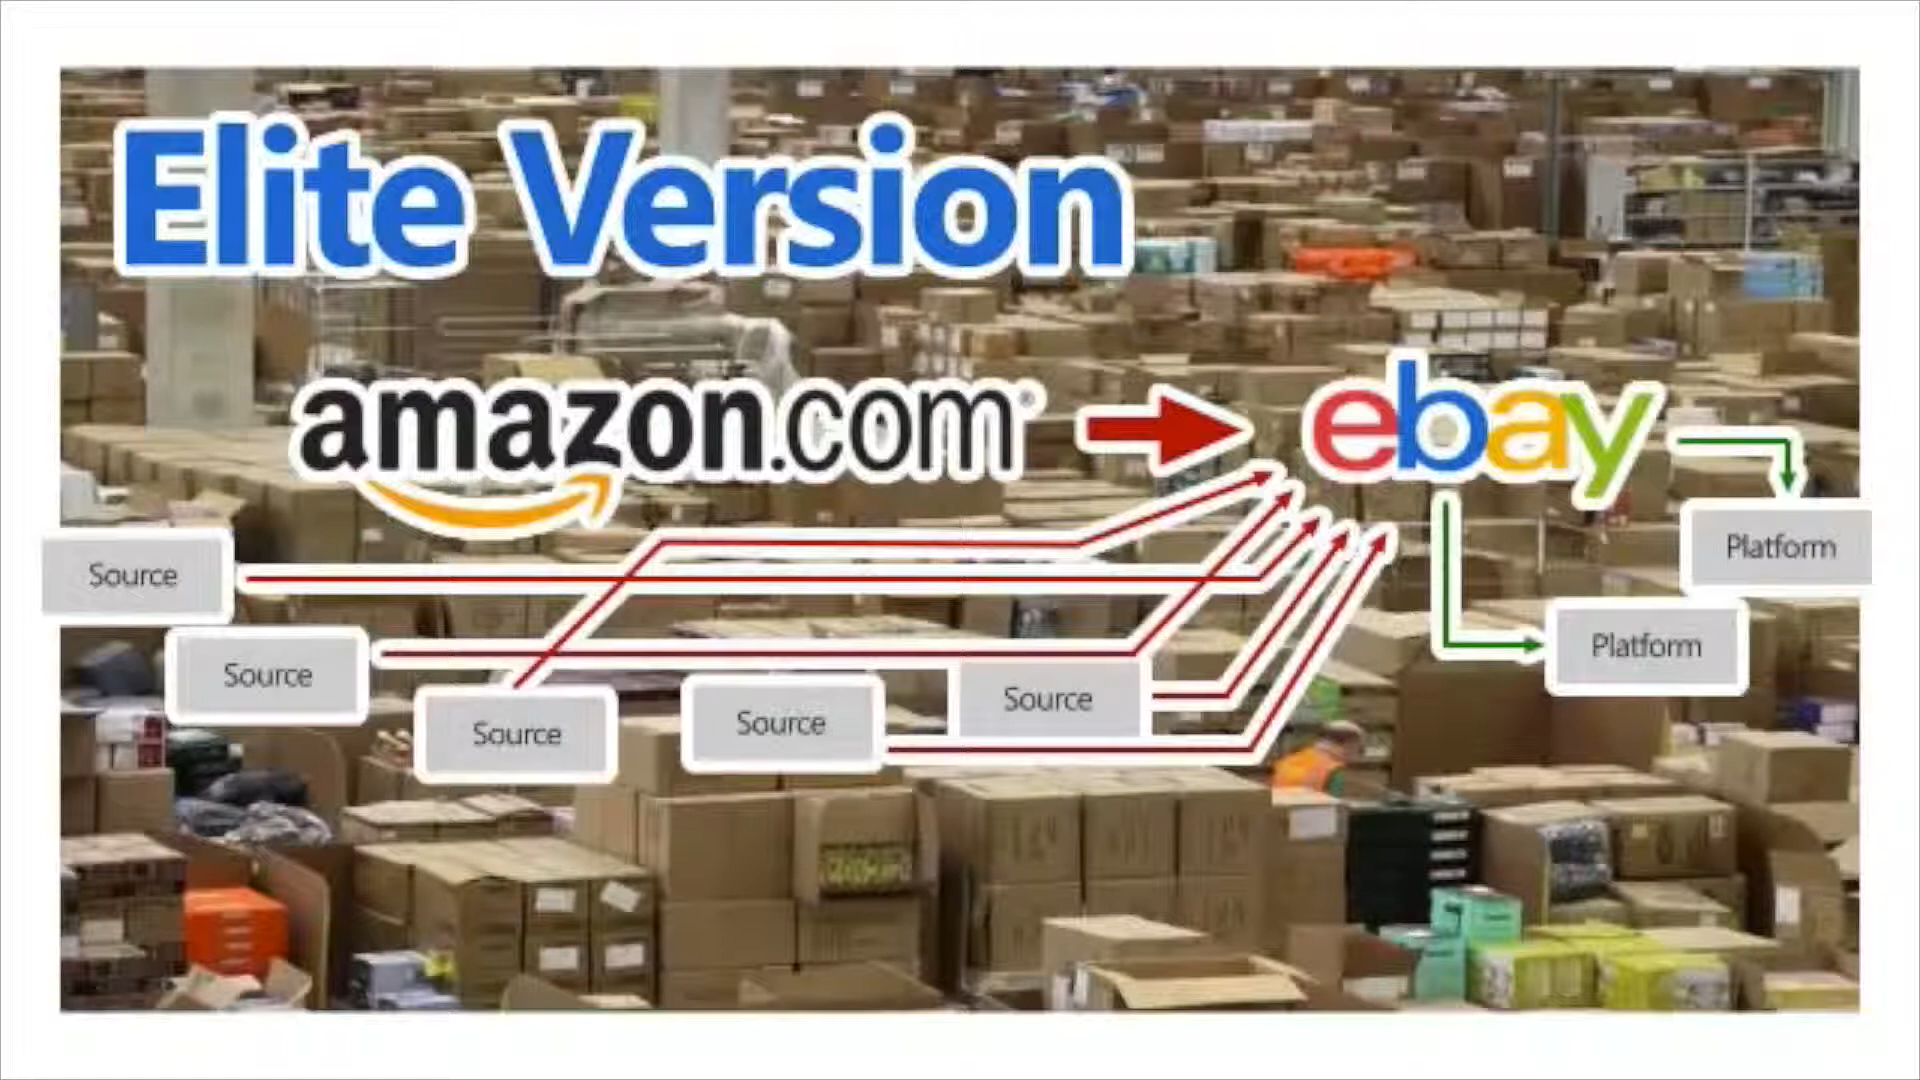 Elite Version
amazon.com
ebay
Source
Platform
Source
Platform
Source
Source
Source